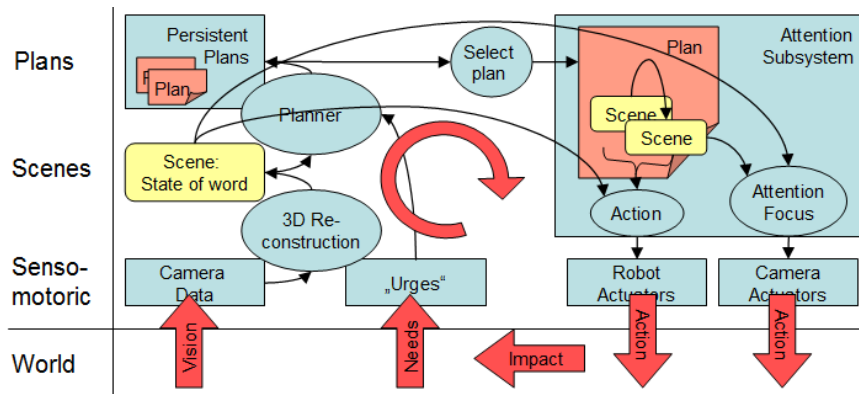 Plans
Persistent
Plans
Plan
Select
plan
Plan
Attention
Subsystem
Planner
Scene
Scene
Scenes
Scene:
State of word
3D Re-
construction
Action
Attention
Focus
Senso-
motoric
Camera
Data
„Urges“
Robot
Actuators
Camera
Actuators
Vision
Needs
Action
Action
World
Impact